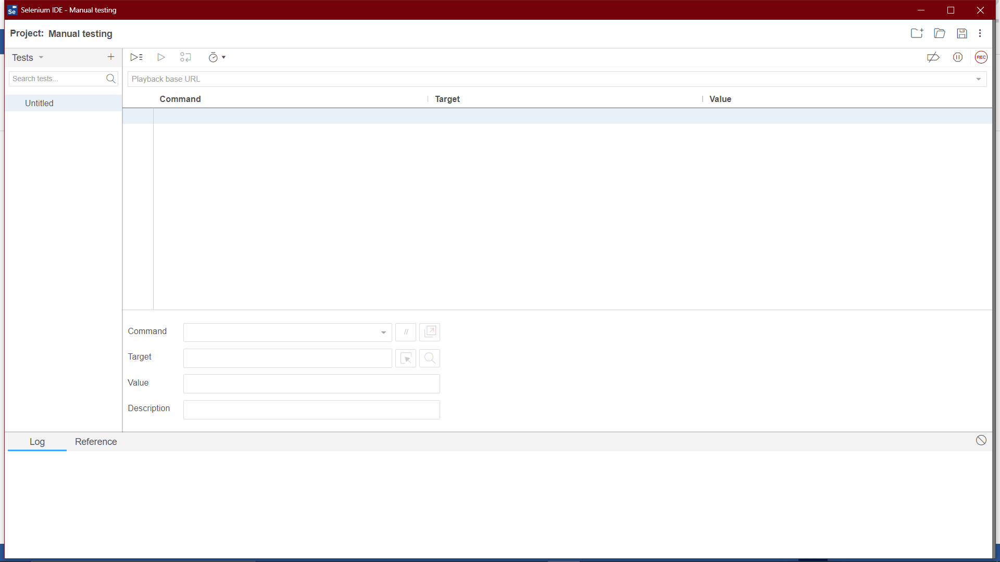 Se Selenium IDE - Manual testing
Project: Manual testing
Tests
REC
Search tests...
Playback base URL
Untitled
Command Target Value
Command //
Target
Value
Description
Log Reference